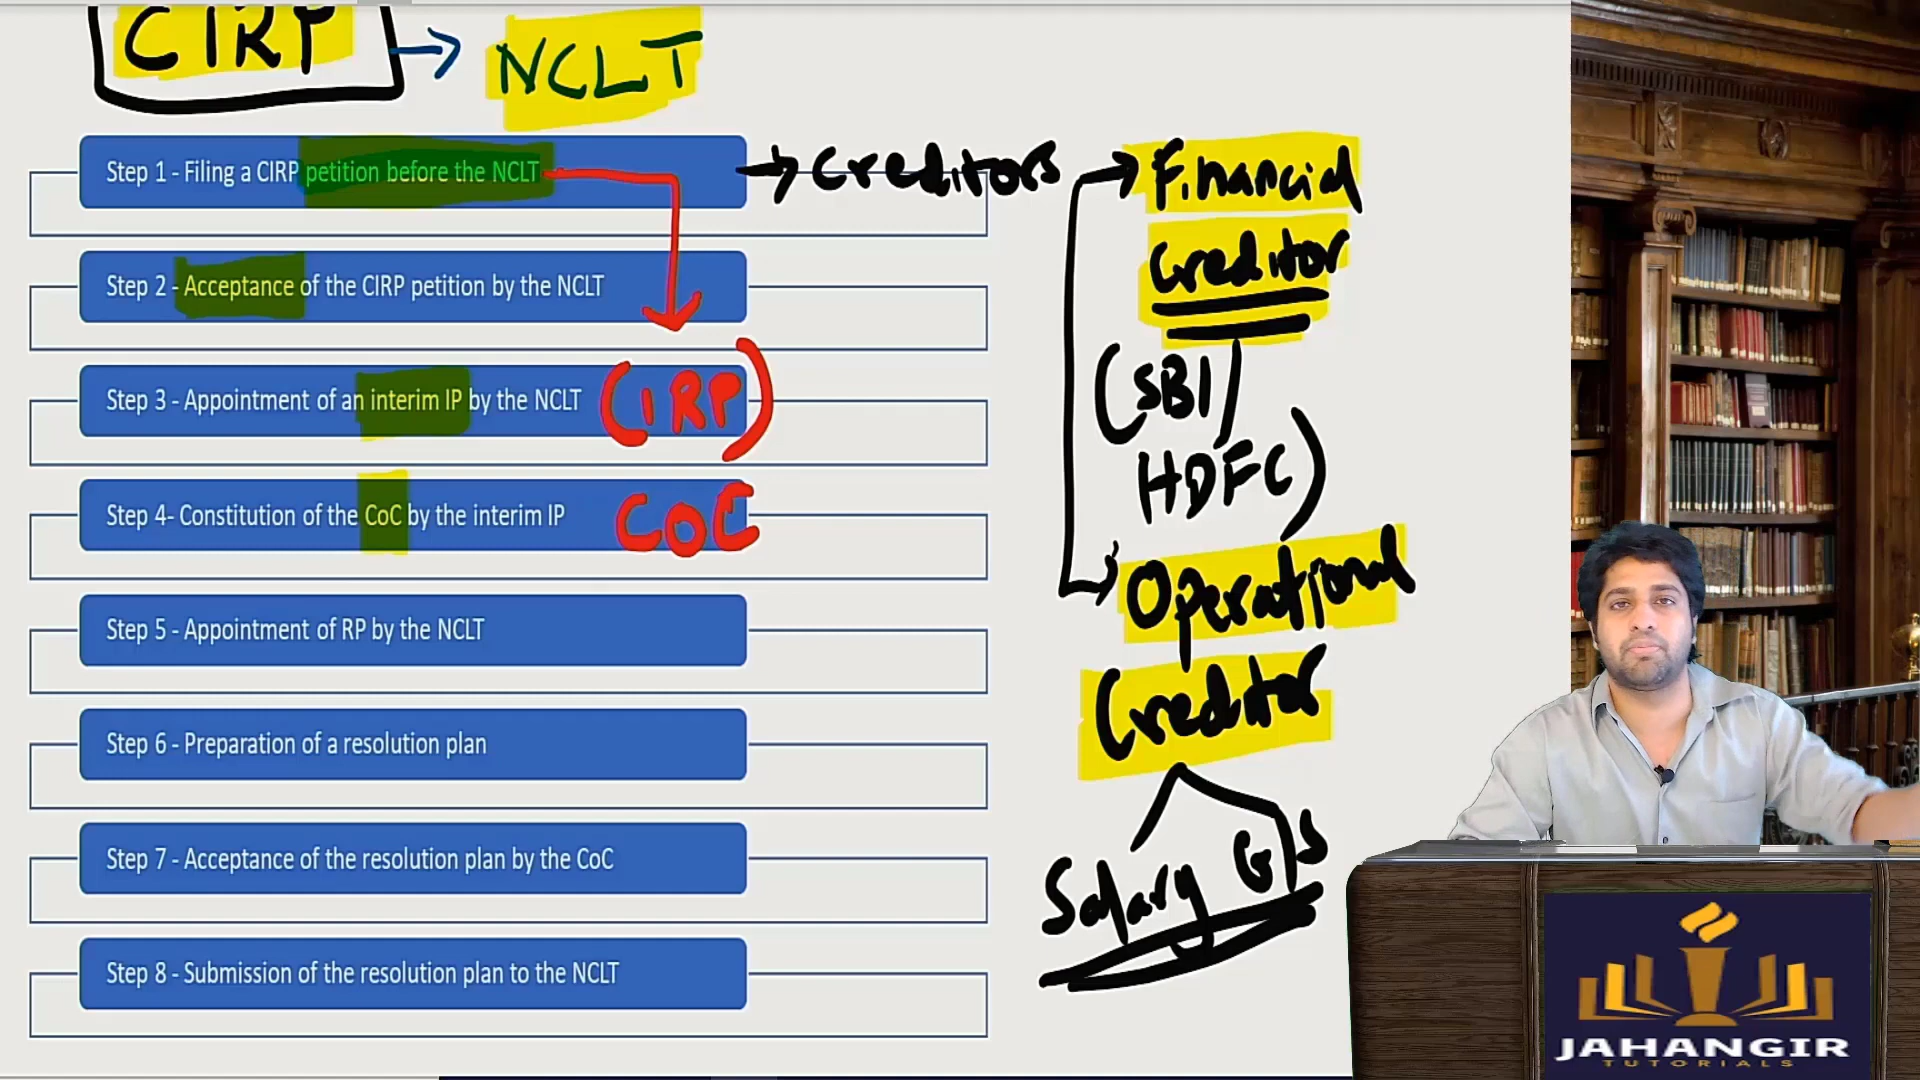 CIRP → NCLT
Step 1 - Filing a CIRP petition before the NCLT
Step 2 - Acceptance of the CIRP petition by the NCLT
Step 3 - Appointment of an interim IP by the NCLT
(IRP)
Step 4- Constitution of the CoC by the interim IP
COC
Step 5 - Appointment of RP by the NCLT
Step 6 - Preparation of a resolution plan
Step 7 - Acceptance of the resolution plan by the CoC
Step 8 - Submission of the resolution plan to the NCLT
→ Creditors
Financial
Creditor
(SBI/
HDFC)
Operational
Creditor
Salary G/S
JAHANGIR
TUTORIALS